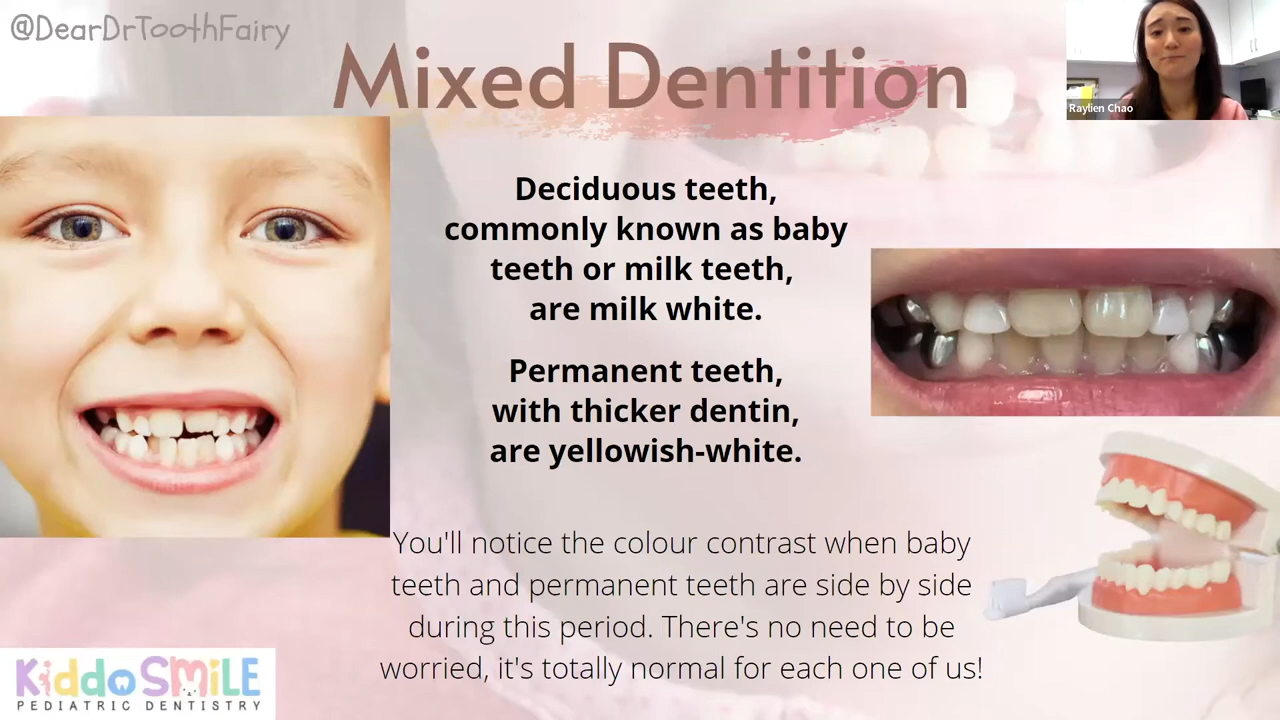 @DearDrToothFairy
Mixed Dentition
Raylien Chao
Deciduous teeth,
commonly known as baby
teeth or milk teeth,
are milk white.
Permanent teeth,
with thicker dentin,
are yellowish-white.
You'll notice the colour contrast when baby
teeth and permanent teeth are side by side
during this period. There's no need to be
worried, it's totally normal for each one of us!
KiddoSMiLE
PEDIATRIC DENTISTRY